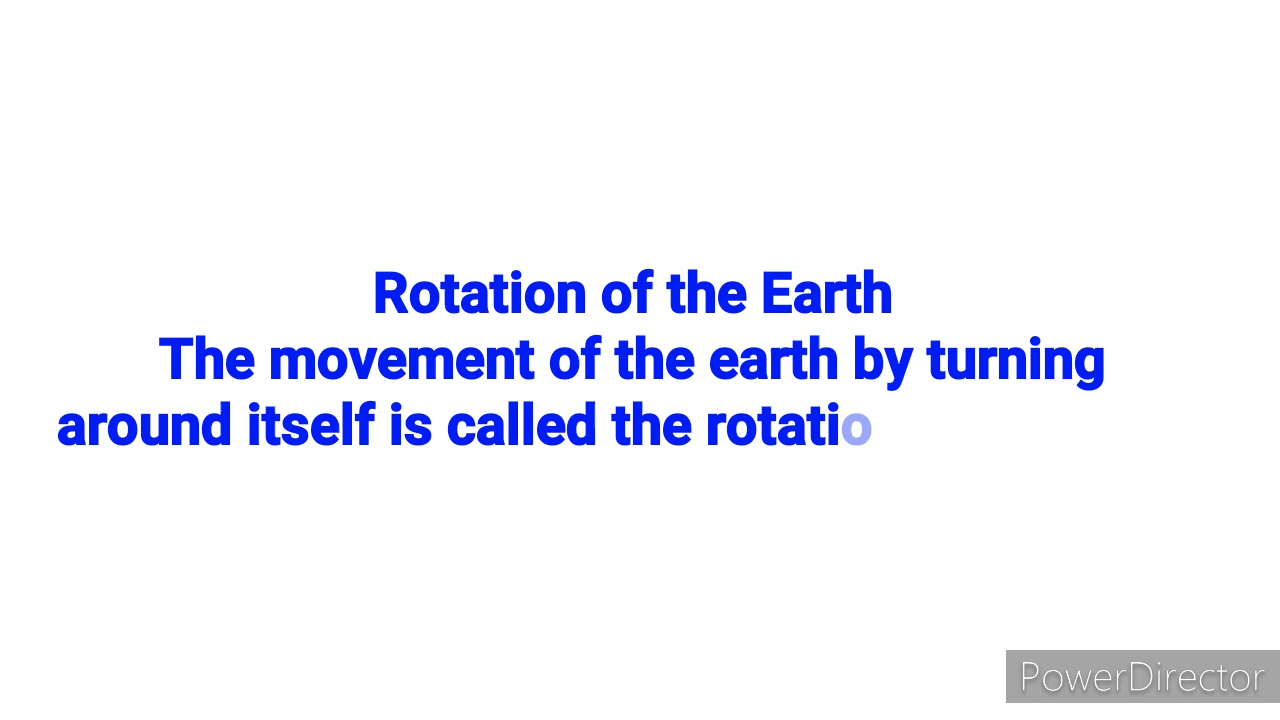 Rotation of the Earth
The movement of the earth by turning
around itself is called the rotatio
PowerDirector